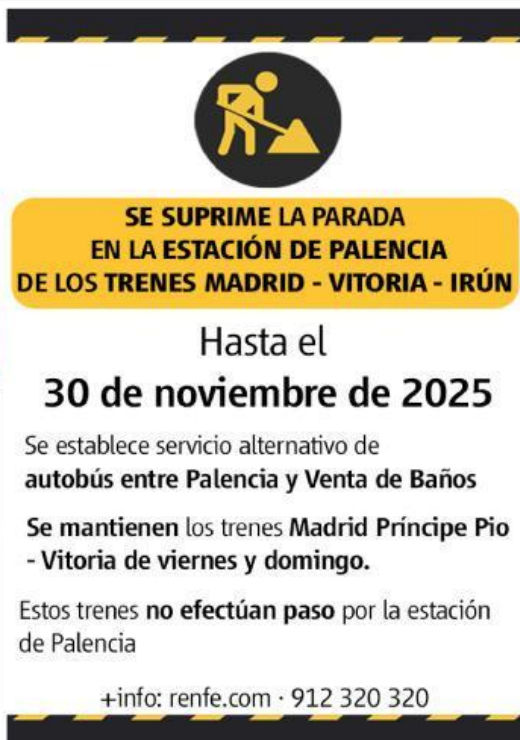 SE SUPRIME LA PARADA
EN LA ESTACIÓN DE PALENCIA
DE LOS TRENES MADRID - VITORIA - IRÚN
Hasta el
30 de noviembre de 2025
Se establece servicio alternativo de
autobús entre Palencia y Venta de Baños
Se mantienen los trenes Madrid Príncipe Pio
- Vitoria de viernes y domingo.
Estos trenes no efectúan paso por la estación
de Palencia
+info: renfe.com · 912 320 320